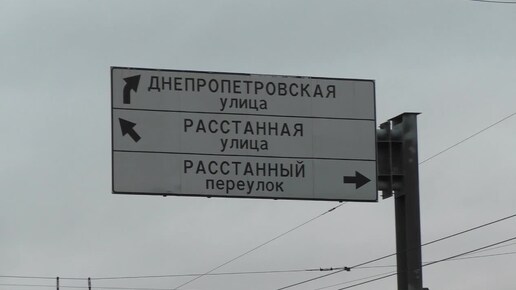 ДНЕПРОПЕТРОВСКАЯ
улица
РАССТАННАЯ
улица
РАССТАННЫЙ
переулок